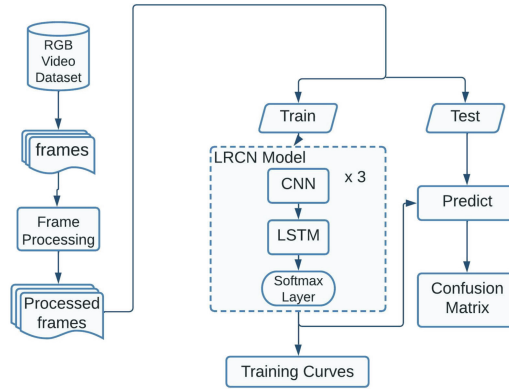 RGB
Video
Dataset
frames
Frame
Processing
Processed
frames
Train
Test
LRCN Model
CNN
x 3
LSTM
Softmax
Layer
Predict
Confusion
Matrix
Training Curves